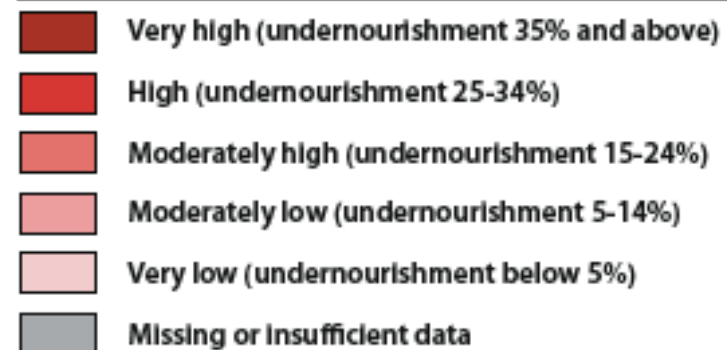 Very high (undernourishment 35% and above)
High (undernourishment 25-34%)
Moderately high (undernourishment 15-24%)
Moderately low (undernourishment 5-14%)
Very low (undernourishment below 5%)
Missing or insufficient data